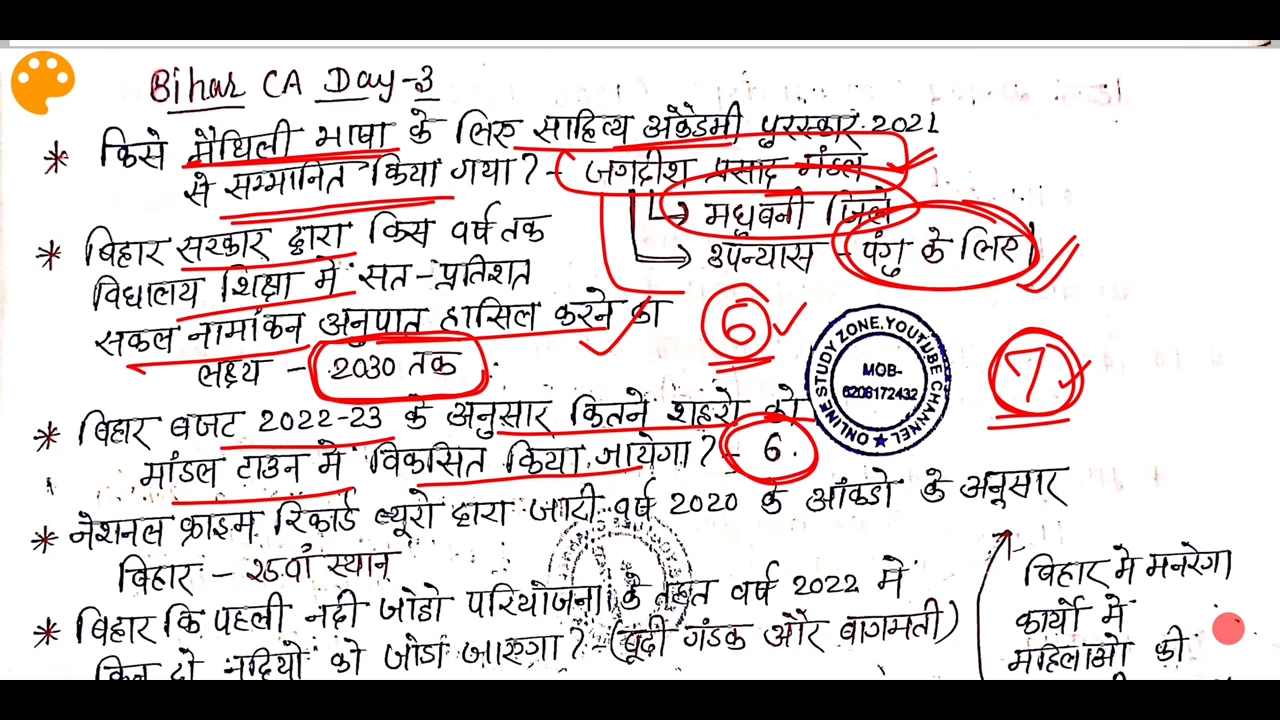 Bihar CA Day-3
* किसे मैथिली भाषा के लिए साहित्य अकेडमी पुरस्कार 2021
से सम्मानित किया गया? - जगदीश प्रसाद मंडल
→ मधुबनी जिले
→ उपन्यास - पंगु के लिए
* बिहार सरकार द्वारा किस वर्ष तक
विद्यालय शिक्षा में सत-प्रतिशत
सकल नामांकन अनुपात हासिल करने का
लक्ष्य - 2030 तक
6
7
ONLINE STUDY ZONE.YOUTUBE CHANNEL
MOB-
6206172432
* बिहार बजट 2022-23 के अनुसार कितने शहरो को
मांडल टाउन में विकसित किया जायेगा? - 6.
* नेशनल क्राइम रिकार्ड ब्यूरो द्वारा जारी वर्ष 2020 के आंकडो के अनुसार
बिहार - 25वां स्थान
* बिहार कि पहली नदी जोडो परियोजना के तहत वर्ष 2022 में
किन दो नदियों को जोडा जाएगा? - (बूढी गंडक और बागमती)
बिहार मे मनरेगा
कार्यो में
महिलाओ की